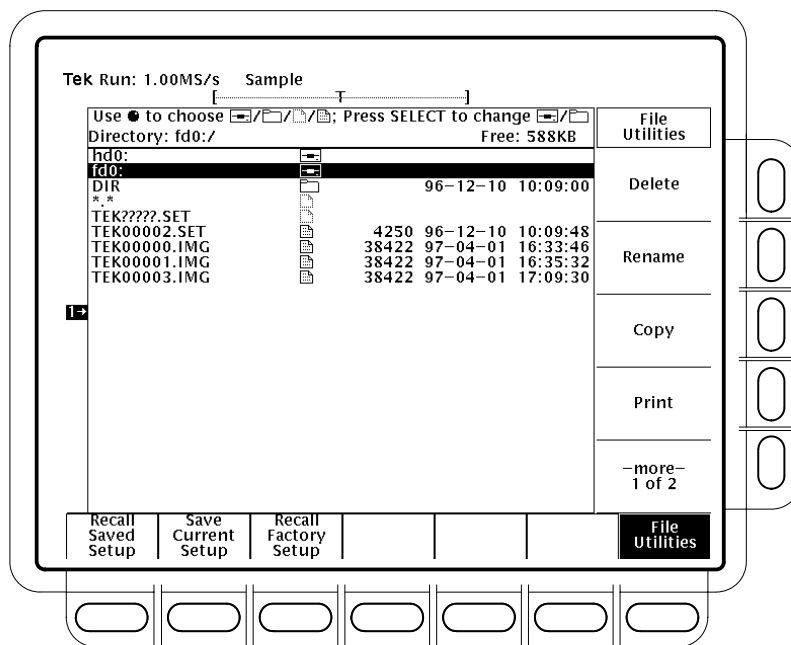 Tek Run: 1.00MS/s Sample
T
Use to choose / / / ; Press SELECT to change /
Directory: fd0:/ Free: 588KB
hd0:
fd0:
DIR 96-12-10 10:09:00
*.*
TEK?????.SET
TEK00002.SET 4250 96-12-10 10:09:48
TEK00000.IMG 38422 97-04-01 16:33:46
TEK00001.IMG 38422 97-04-01 16:35:32
TEK00003.IMG 38422 97-04-01 17:09:30
1→
File
Utilities
Delete
Rename
Copy
Print
-more-
1 of 2
Recall
Saved
Setup
Save
Current
Setup
Recall
Factory
Setup
File
Utilities